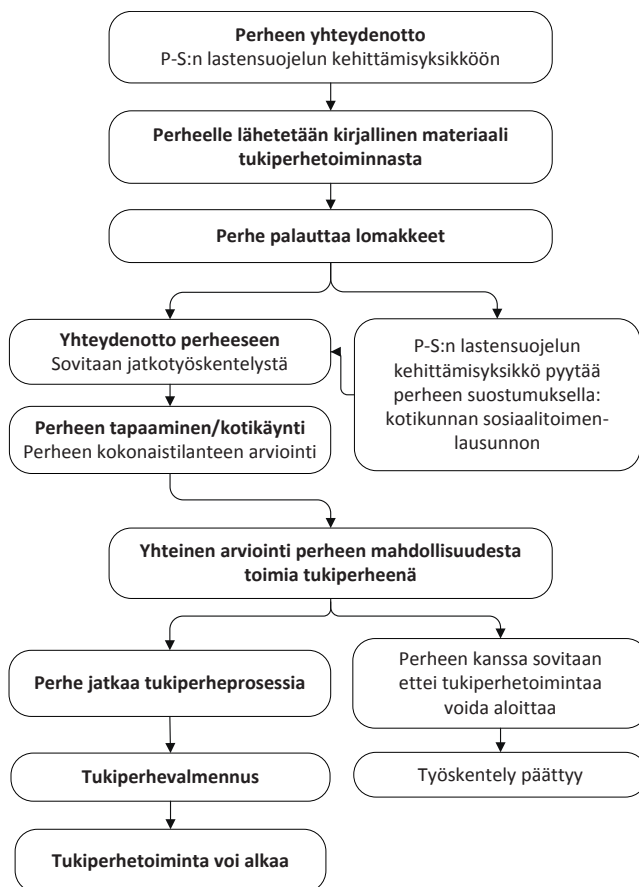 Perheen yhteydenotto
P-S:n lastensuojelun kehittämisyksikköön
Perheelle lähetetään kirjallinen materiaali
tukiperhetoiminnasta
Perhe palauttaa lomakkeet
Yhteydenotto perheeseen
Sovitaan jatkotyöskentelystä
P-S:n lastensuojelun
kehittämisyksikkö pyytää
perheen suostumuksella:
kotikunnan sosiaalitoimen-
lausunnon
Perheen tapaaminen/kotikäynti
Perheen kokonaistilanteen arviointi
Yhteinen arviointi perheen mahdollisuudesta
toimia tukiperheenä
Perhe jatkaa tukiperheprosessia
Perheen kanssa sovitaan
ettei tukiperhetoimintaa
voida aloittaa
Tukiperhevalmennus
Työskentely päättyy
Tukiperhetoiminta voi alkaa